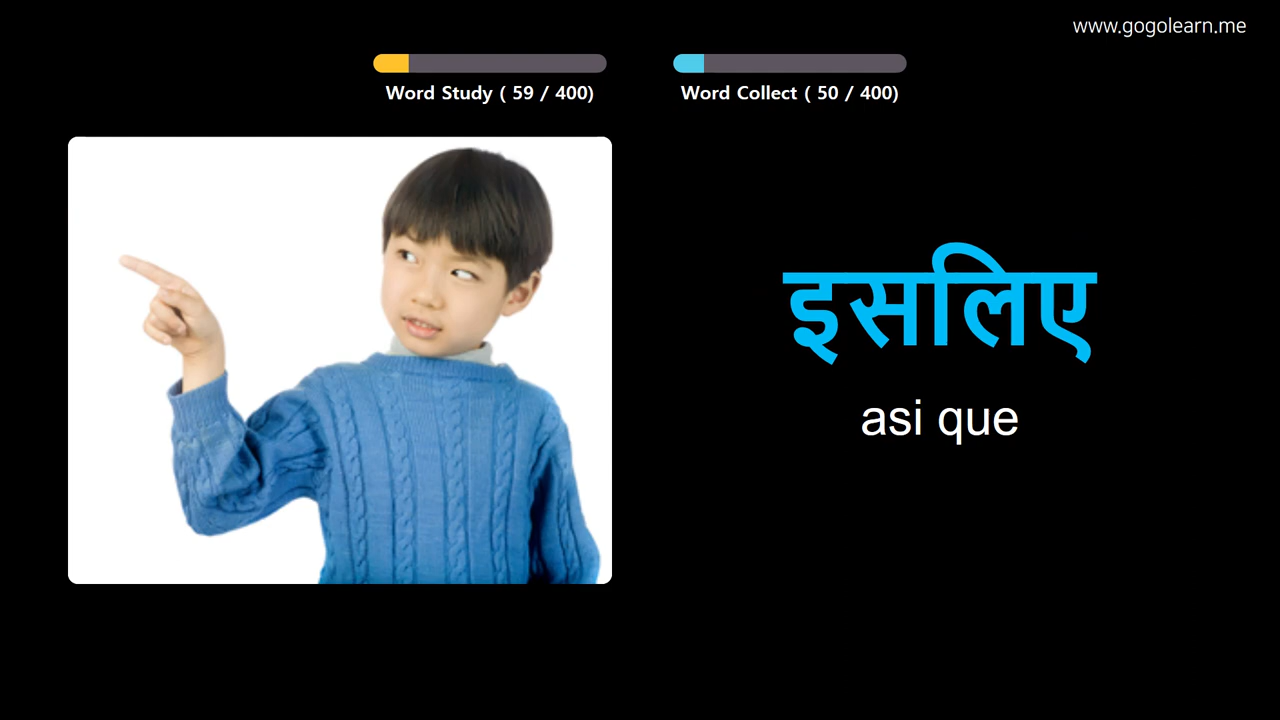 www.gogolearn.me
Word Study ( 59 / 400)
Word Collect ( 50 / 400)
इसलिए
asi que